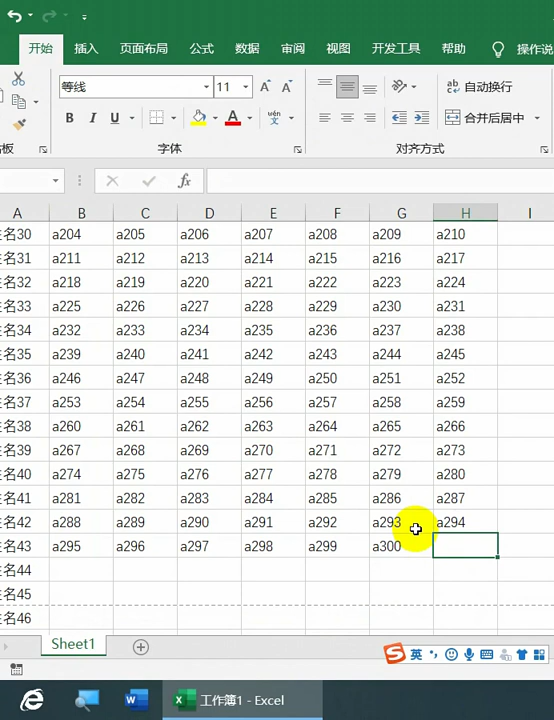 开始 插入 页面布局 公式 数据 审阅 视图 开发工具 帮助 操作说
等线 11 A A ab 自动换行
B I U A wén 合并后居中
贴板 字体 对齐方式
fx
A B C D E F G H I
名30 a204 a205 a206 a207 a208 a209 a210
名31 a211 a212 a213 a214 a215 a216 a217
名32 a218 a219 a220 a221 a222 a223 a224
名33 a225 a226 a227 a228 a229 a230 a231
名34 a232 a233 a234 a235 a236 a237 a238
名35 a239 a240 a241 a242 a243 a244 a245
名36 a246 a247 a248 a249 a250 a251 a252
名37 a253 a254 a255 a256 a257 a258 a259
名38 a260 a261 a262 a263 a264 a265 a266
名39 a267 a268 a269 a270 a271 a272 a273
名40 a274 a275 a276 a277 a278 a279 a280
名41 a281 a282 a283 a284 a285 a286 a287
名42 a288 a289 a290 a291 a292 a293 a294
名43 a295 a296 a297 a298 a299 a300
名44
名45
名46
Sheet1
S 英
工作簿1 - Excel